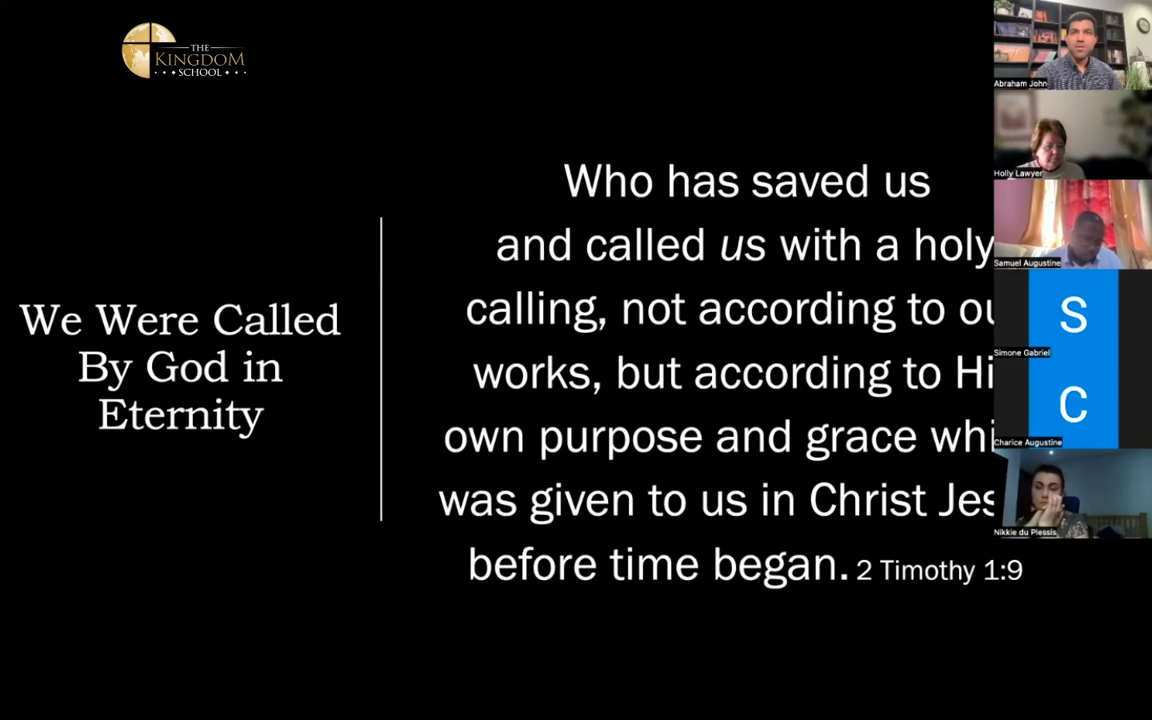 THE
KINGDOM
SCHOOL
We Were Called
By God in
Eternity
Who has saved us
and called us with a holy
calling, not according to ou
works, but according to Hi
own purpose and grace whi
was given to us in Christ Jes
before time began. 2 Timothy 1:9
Abraham John
Holly Lawyer
Samuel Augustine
S
Simone Gabriel
C
Charice Augustine
Nikkie du Plessis